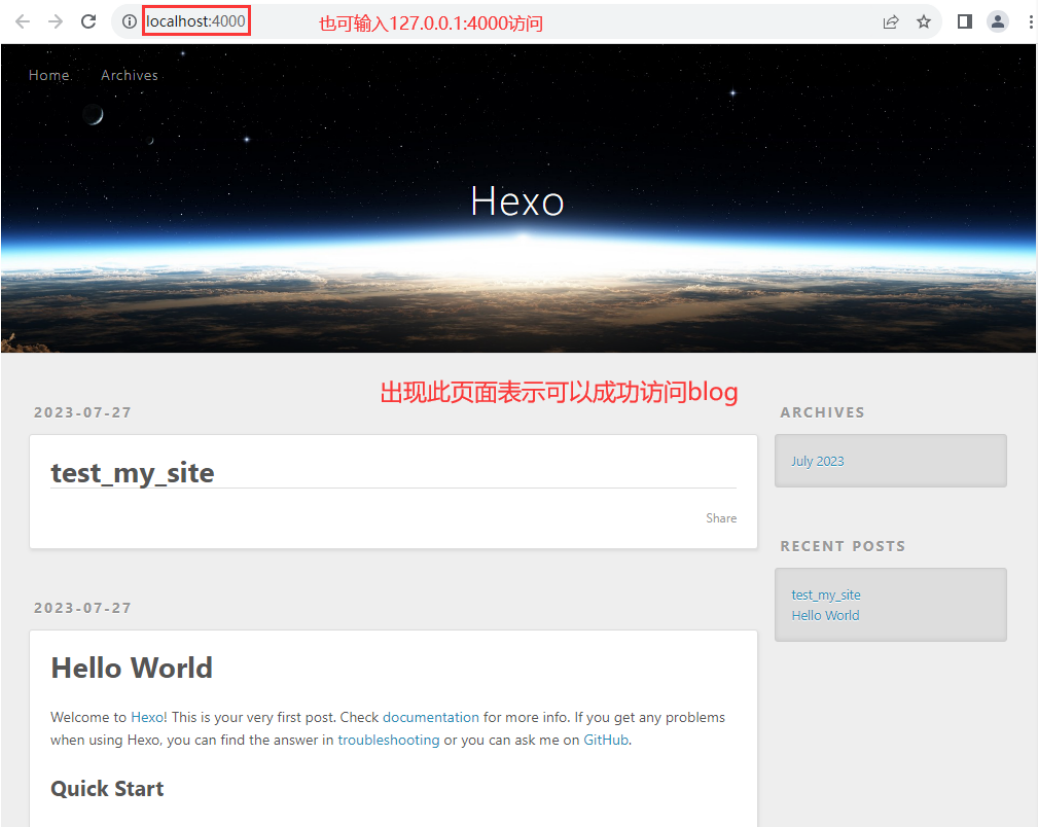 localhost:4000
也可输入127.0.0.1:4000访问
Home
Archives
Hexo
出现此页面表示可以成功访问blog
2023-07-27
test_my_site
Share
2023-07-27
Hello World
Welcome to Hexo! This is your very first post. Check documentation for more info. If you get any problems
when using Hexo, you can find the answer in troubleshooting or you can ask me on GitHub.
Quick Start
ARCHIVES
July 2023
RECENT POSTS
test_my_site
Hello World